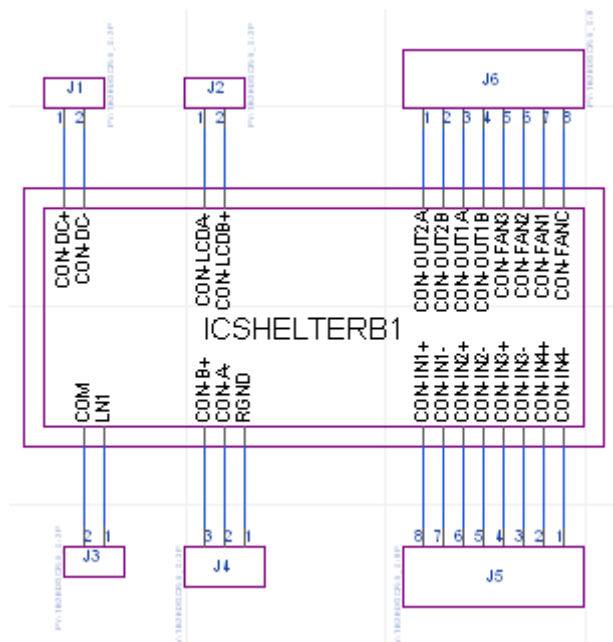 J1
J2
J6
1 2
1 2
1 2 3 4 5 6 7 8
CON-DC+
CON-DC-
CON-LCDA-
CON-LCDB+
CON-OUT2A
CON-OUT2B
CON-OUT1A
CON-OUT1B
CON-FAN3
CON-FAN2
CON-FAN1
CON-FANC
ICSHELTERB1
COM
LN1
CON-B+
CON-A-
RGND
CON-IN1+
CON-IN1-
CON-IN2+
CON-IN2-
CON-IN3+
CON-IN3-
CON-IN4+
CON-IN4-
2 1
3 2 1
8 7 6 5 4 3 2 1
J3
J4
J5